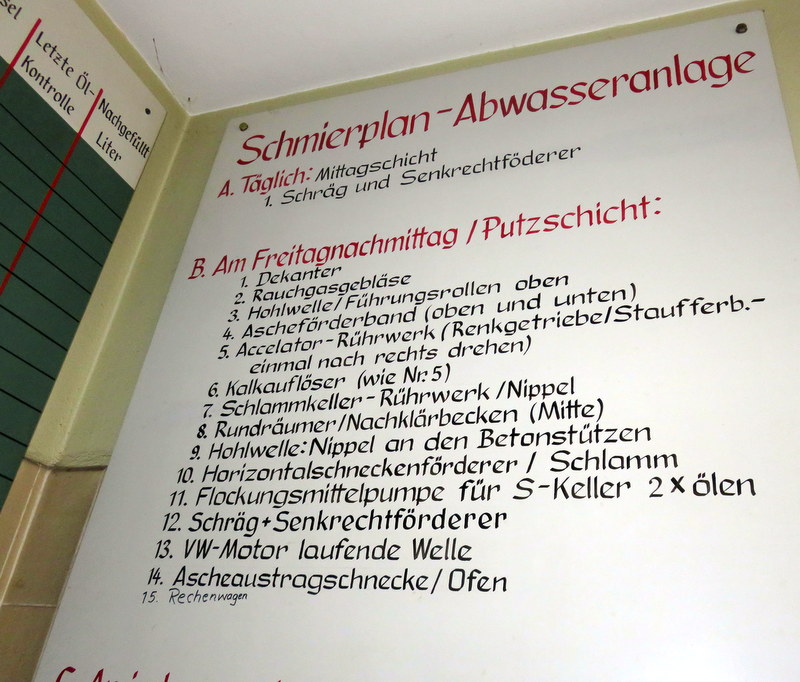 Letzte Öl-
Kontrolle
Nachgefüllt
Liter
Schmierplan-Abwasseranlage
A. Täglich: Mittagschicht
1. Schräg und Senkrechtföderer
B. Am Freitagnachmittag / Putzschicht:
1. Dekanter
2. Rauchgasgebläse
3. Hohlwelle/Führungsrollen oben
4. Ascheförderband (oben und unten)
5. Accelator-Rührwerk (Renkgetriebe/Staufferb.-
einmal nach rechts drehen)
6. Kalkauflöser (wie Nr. 5)
7. Schlammkeller-Rührwerk/Nippel
8. Rundräumer/Nachklärbecken (Mitte)
9. Hohlwelle: Nippel an den Betonstützen
10. Horizontalschneckenförderer / Schlamm
11. Flockungsmittelpumpe für S-Keller 2 x ölen
12. Schräg+Senkrechtförderer
13. VW-Motor laufende Welle
14. Ascheaustragschnecke/Ofen
15. Rechenwagen